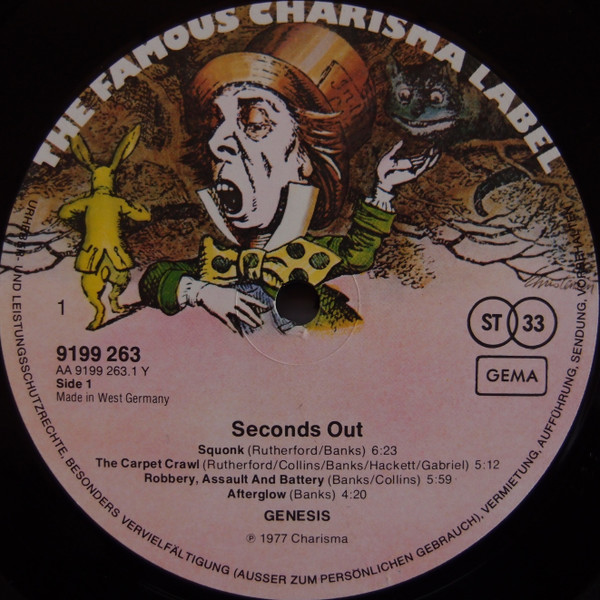 THE FAMOUS CHARISMA LABEL
1
ST 33
GEMA
9199 263
AA 9199 263.1 Y
Side 1
Made in West Germany
Seconds Out
Squonk (Rutherford/Banks) 6:23
The Carpet Crawl (Rutherford/Collins/Banks/Hackett/Gabriel) 5:12
Robbery, Assault And Battery (Banks/Collins) 5:59
Afterglow (Banks) 4:20
GENESIS
℗ 1977 Charisma
URHEBER- UND LEISTUNGSSCHUTZRECHTE, BESONDERS VERVIELFÄLTIGUNG (AUSSER ZUM PERSÖNLICHEN GEBRAUCH), VERMIETUNG, AUFFÜHRUNG, SENDUNG, VORBEHALTEN